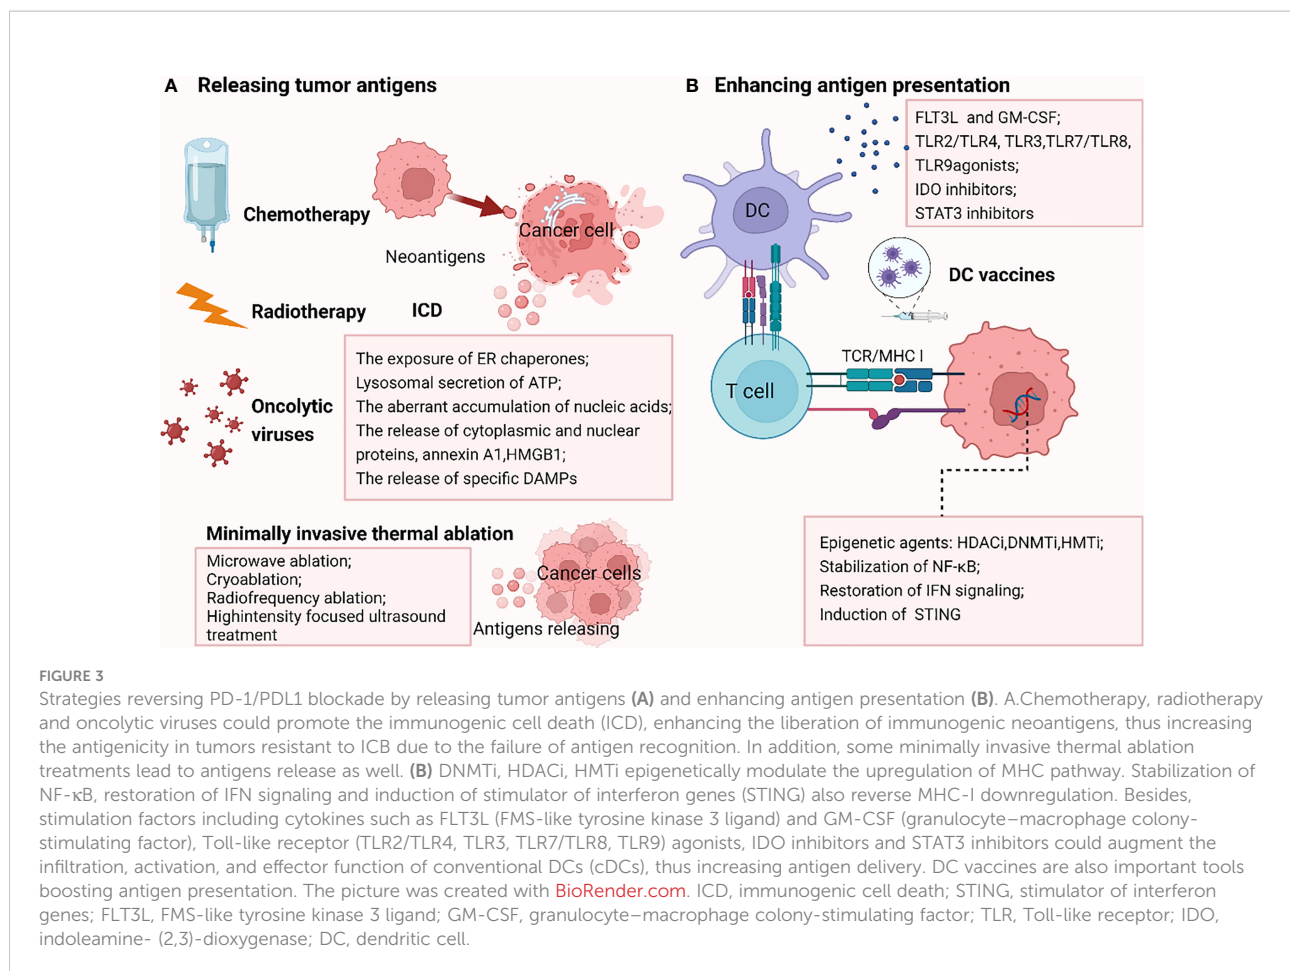 A Releasing tumor antigens
Chemotherapy
Neoantigens
Cancer cell
Radiotherapy
ICD
Oncolytic
viruses
The exposure of ER chaperones;
Lysosomal secretion of ATP;
The aberrant accumulation of nucleic acids;
The release of cytoplasmic and nuclear
proteins, annexin A1,HMGB1;
The release of specific DAMPs
Minimally invasive thermal ablation
Microwave ablation;
Cryoablation;
Radiofrequency ablation;
Highintensity focused ultrasound
treatment
Cancer cells
Antigens releasing
B Enhancing antigen presentation
FLT3L and GM-CSF;
TLR2/TLR4, TLR3,TLR7/TLR8,
TLR9agonists;
IDO inhibitors;
STAT3 inhibitors
DC
DC vaccines
T cell
TCR/MHC I
Epigenetic agents: HDACi,DNMTi,HMTi;
Stabilization of NF-κB;
Restoration of IFN signaling;
Induction of STING
FIGURE 3
Strategies reversing PD-1/PDL1 blockade by releasing tumor antigens (A) and enhancing antigen presentation (B). A.Chemotherapy, radiotherapy
and oncolytic viruses could promote the immunogenic cell death (ICD), enhancing the liberation of immunogenic neoantigens, thus increasing
the antigenicity in tumors resistant to ICB due to the failure of antigen recognition. In addition, some minimally invasive thermal ablation
treatments lead to antigens release as well. (B) DNMTi, HDACi, HMTi epigenetically modulate the upregulation of MHC pathway. Stabilization of
NF-κB, restoration of IFN signaling and induction of stimulator of interferon genes (STING) also reverse MHC-I downregulation. Besides,
stimulation factors including cytokines such as FLT3L (FMS-like tyrosine kinase 3 ligand) and GM-CSF (granulocyte–macrophage colony-
stimulating factor), Toll-like receptor (TLR2/TLR4, TLR3, TLR7/TLR8, TLR9) agonists, IDO inhibitors and STAT3 inhibitors could augment the
infiltration, activation, and effector function of conventional DCs (cDCs), thus increasing antigen delivery. DC vaccines are also important tools
boosting antigen presentation. The picture was created with BioRender.com. ICD, immunogenic cell death; STING, stimulator of interferon
genes; FLT3L, FMS-like tyrosine kinase 3 ligand; GM-CSF, granulocyte–macrophage colony-stimulating factor; TLR, Toll-like receptor; IDO,
indoleamine- (2,3)-dioxygenase; DC, dendritic cell.